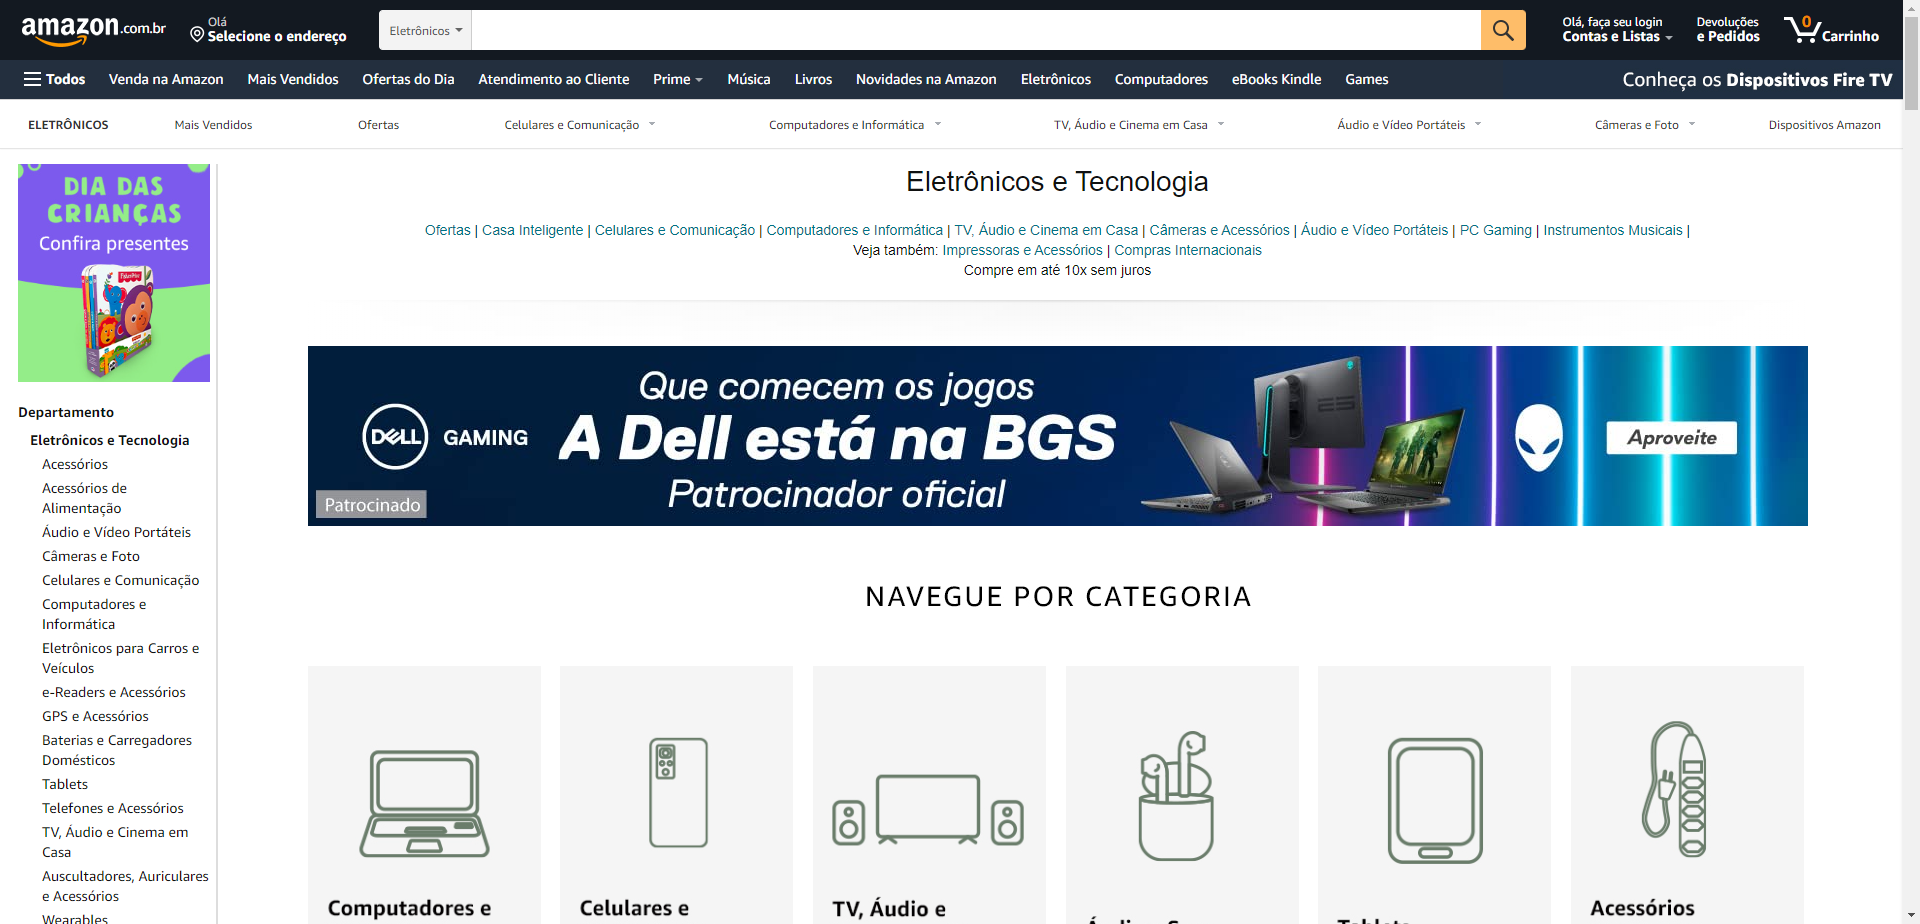 amazon.com.br
Olá
Selecione o endereço
Eletrônicos
Olá, faça seu login
Contas e Listas
Devoluções
e Pedidos
0
Carrinho
Todos
Venda na Amazon
Mais Vendidos
Ofertas do Dia
Atendimento ao Cliente
Prime
Música
Livros
Novidades na Amazon
Eletrônicos
Computadores
eBooks Kindle
Games
Conheça os Dispositivos Fire TV
ELETRÔNICOS
Mais Vendidos
Ofertas
Celulares e Comunicação
Computadores e Informática
TV, Áudio e Cinema em Casa
Áudio e Vídeo Portáteis
Câmeras e Foto
Dispositivos Amazon
DIA DAS
CRIANÇAS
Confira presentes
Departamento
Eletrônicos e Tecnologia
Acessórios
Acessórios de
Alimentação
Áudio e Vídeo Portáteis
Câmeras e Foto
Celulares e Comunicação
Computadores e
Informática
Eletrônicos para Carros e
Veículos
e-Readers e Acessórios
GPS e Acessórios
Baterias e Carregadores
Domésticos
Tablets
Telefones e Acessórios
TV, Áudio e Cinema em
Casa
Auscultadores, Auriculares
e Acessórios
Wearables
Eletrônicos e Tecnologia
Ofertas | Casa Inteligente | Celulares e Comunicação | Computadores e Informática | TV, Áudio e Cinema em Casa | Câmeras e Acessórios | Áudio e Vídeo Portáteis | PC Gaming | Instrumentos Musicais |
Veja também: Impressoras e Acessórios | Compras Internacionais
Compre em até 10x sem juros
DELL GAMING
Que comecem os jogos
A Dell está na BGS
Patrocinador oficial
Aproveite
Patrocinado
NAVEGUE POR CATEGORIA
Computadores e
Celulares e
TV, Áudio e
Acessórios